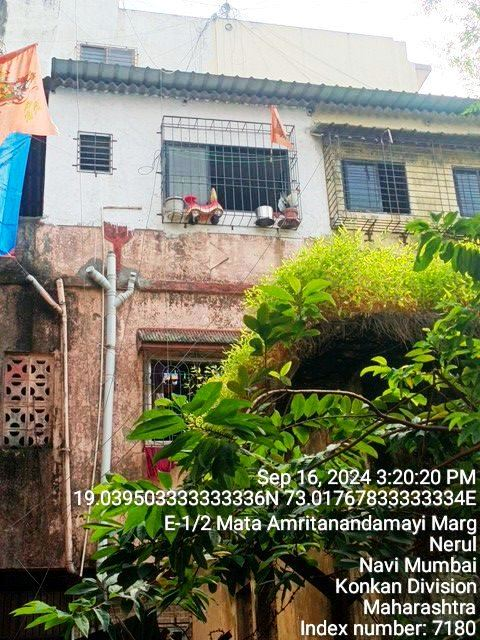 Sep 16, 2024 3:20:20 PM
19.039503333333336N 73.01767833333334E
E-1/2 Mata Amritanandamayi Marg
Nerul
Navi Mumbai
Konkan Division
Maharashtra
Index number: 7180